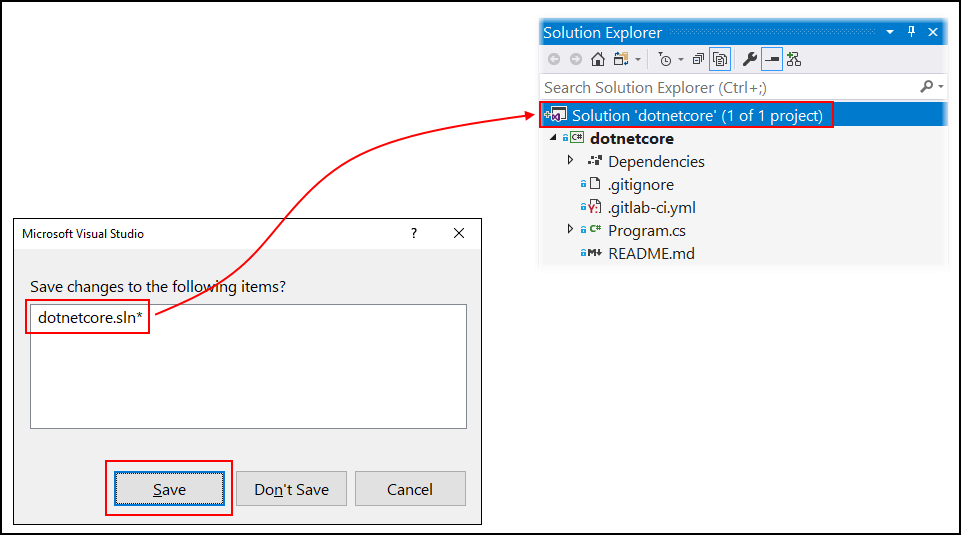 Solution Explorer
Search Solution Explorer (Ctrl+;)
Solution 'dotnetcore' (1 of 1 project)
C# dotnetcore
Dependencies
.gitignore
Y: .gitlab-ci.yml
C# Program.cs
M↓ README.md
Microsoft Visual Studio ?
Save changes to the following items?
dotnetcore.sln*
Save Don't Save Cancel